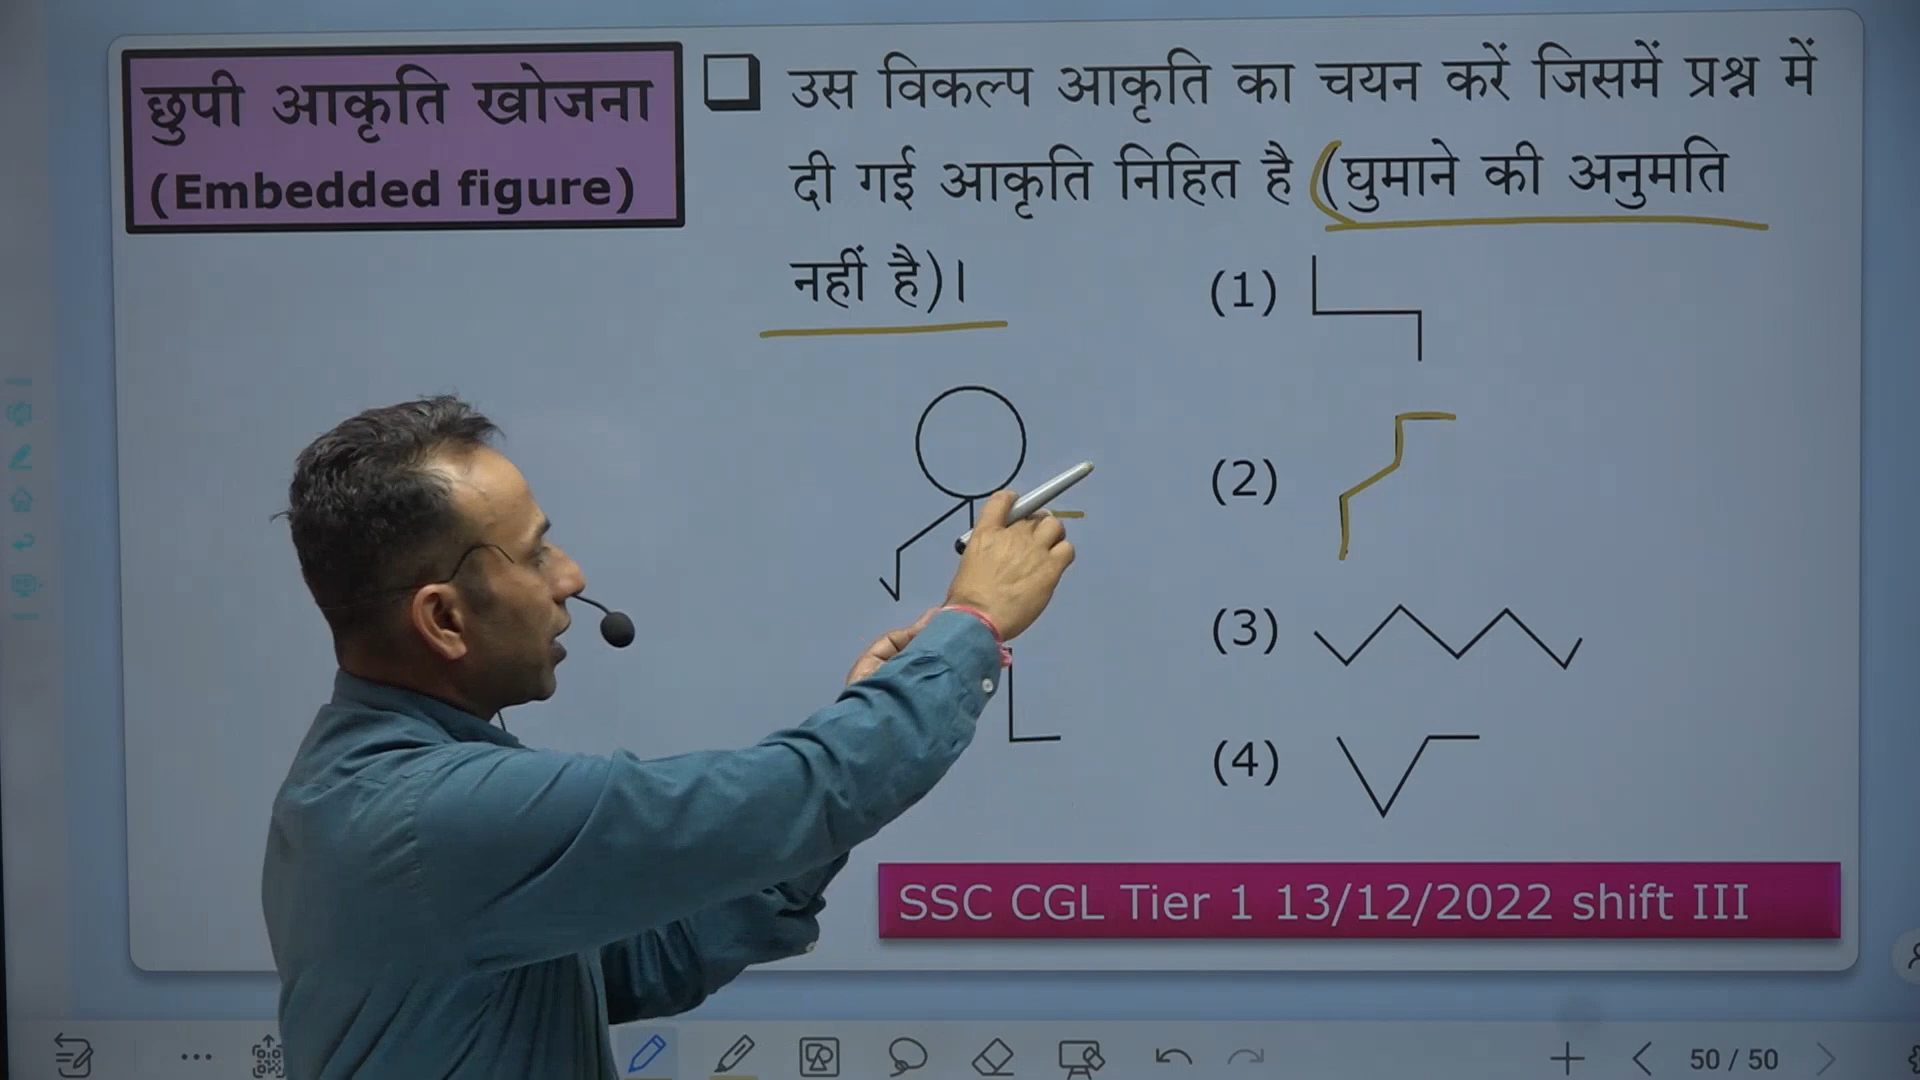 छुपी आकृति खोजना
(Embedded figure)
उस विकल्प आकृति का चयन करें जिसमें प्रश्न में
दी गई आकृति निहित है (घुमाने की अनुमति
नहीं है)।
(1)
(2)
(3)
(4)
SSC CGL Tier 1 13/12/2022 shift III
50 / 50